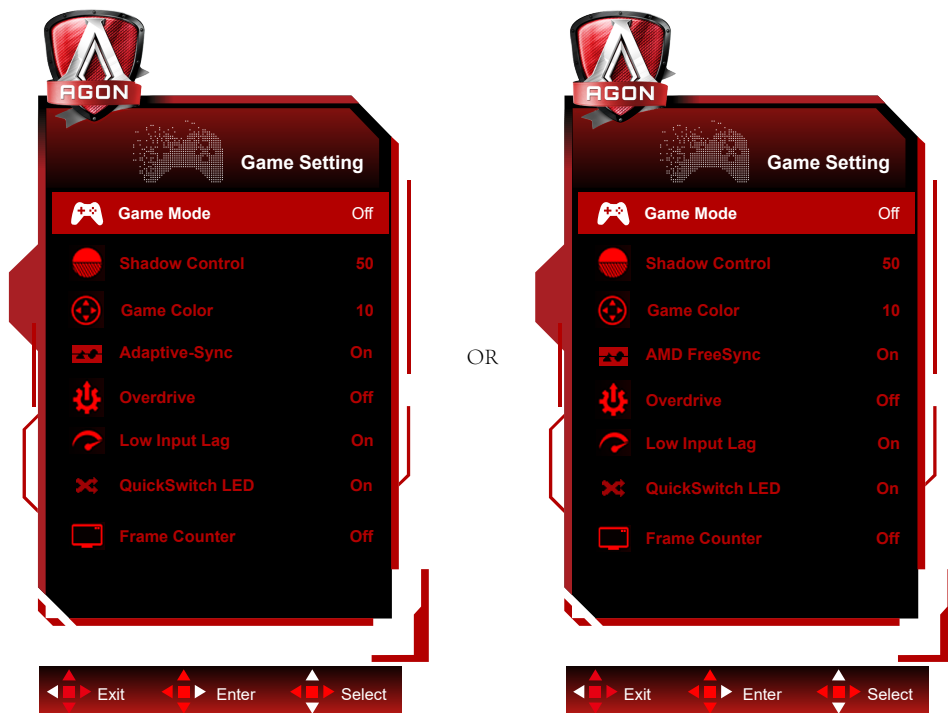 AGON
Game Setting
Game Mode Off
Shadow Control 50
Game Color 10
Adaptive-Sync On
Overdrive Off
Low Input Lag On
QuickSwitch LED On
Frame Counter Off
Exit Enter Select
OR
AGON
Game Setting
Game Mode Off
Shadow Control 50
Game Color 10
AMD FreeSync On
Overdrive Off
Low Input Lag On
QuickSwitch LED On
Frame Counter Off
Exit Enter Select